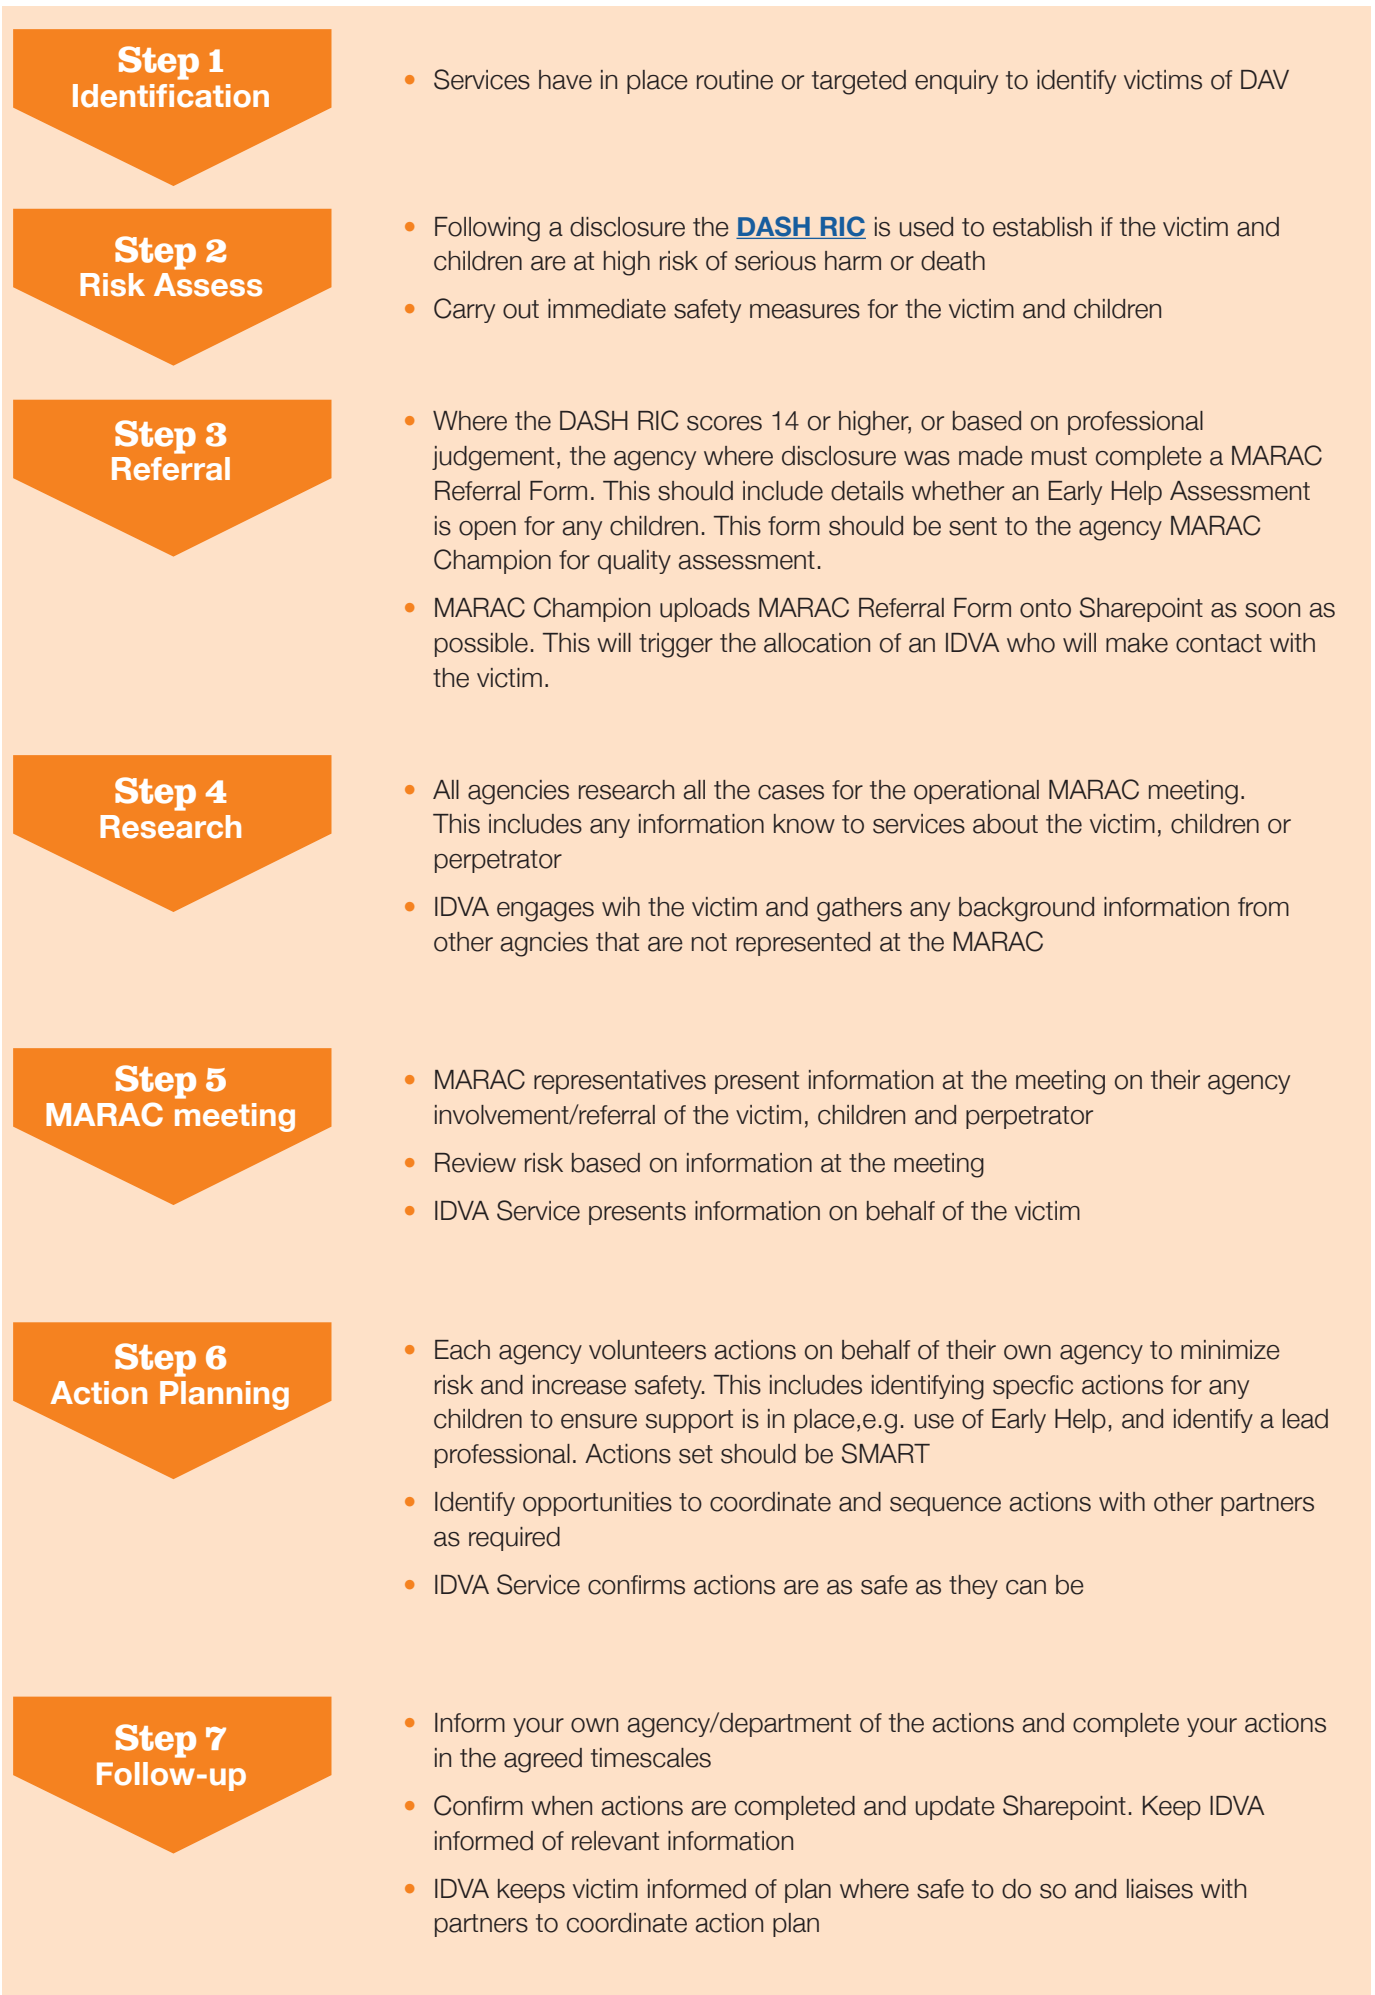 Step 1
Identification
• Services have in place routine or targeted enquiry to identify victims of DAV
Step 2
Risk Assess
• Following a disclosure the DASH RIC is used to establish if the victim and
children are at high risk of serious harm or death
• Carry out immediate safety measures for the victim and children
Step 3
Referral
• Where the DASH RIC scores 14 or higher, or based on professional
judgement, the agency where disclosure was made must complete a MARAC
Referral Form. This should include details whether an Early Help Assessment
is open for any children. This form should be sent to the agency MARAC
Champion for quality assessment.
• MARAC Champion uploads MARAC Referral Form onto Sharepoint as soon as
possible. This will trigger the allocation of an IDVA who will make contact with
the victim.
Step 4
Research
• All agencies research all the cases for the operational MARAC meeting.
This includes any information know to services about the victim, children or
perpetrator
• IDVA engages wih the victim and gathers any background information from
other agncies that are not represented at the MARAC
Step 5
MARAC meeting
• MARAC representatives present information at the meeting on their agency
involvement/referral of the victim, children and perpetrator
• Review risk based on information at the meeting
• IDVA Service presents information on behalf of the victim
Step 6
Action Planning
• Each agency volunteers actions on behalf of their own agency to minimize
risk and increase safety. This includes identifying specfic actions for any
children to ensure support is in place,e.g. use of Early Help, and identify a lead
professional. Actions set should be SMART
• Identify opportunities to coordinate and sequence actions with other partners
as required
• IDVA Service confirms actions are as safe as they can be
Step 7
Follow-up
• Inform your own agency/department of the actions and complete your actions
in the agreed timescales
• Confirm when actions are completed and update Sharepoint. Keep IDVA
informed of relevant information
• IDVA keeps victim informed of plan where safe to do so and liaises with
partners to coordinate action plan